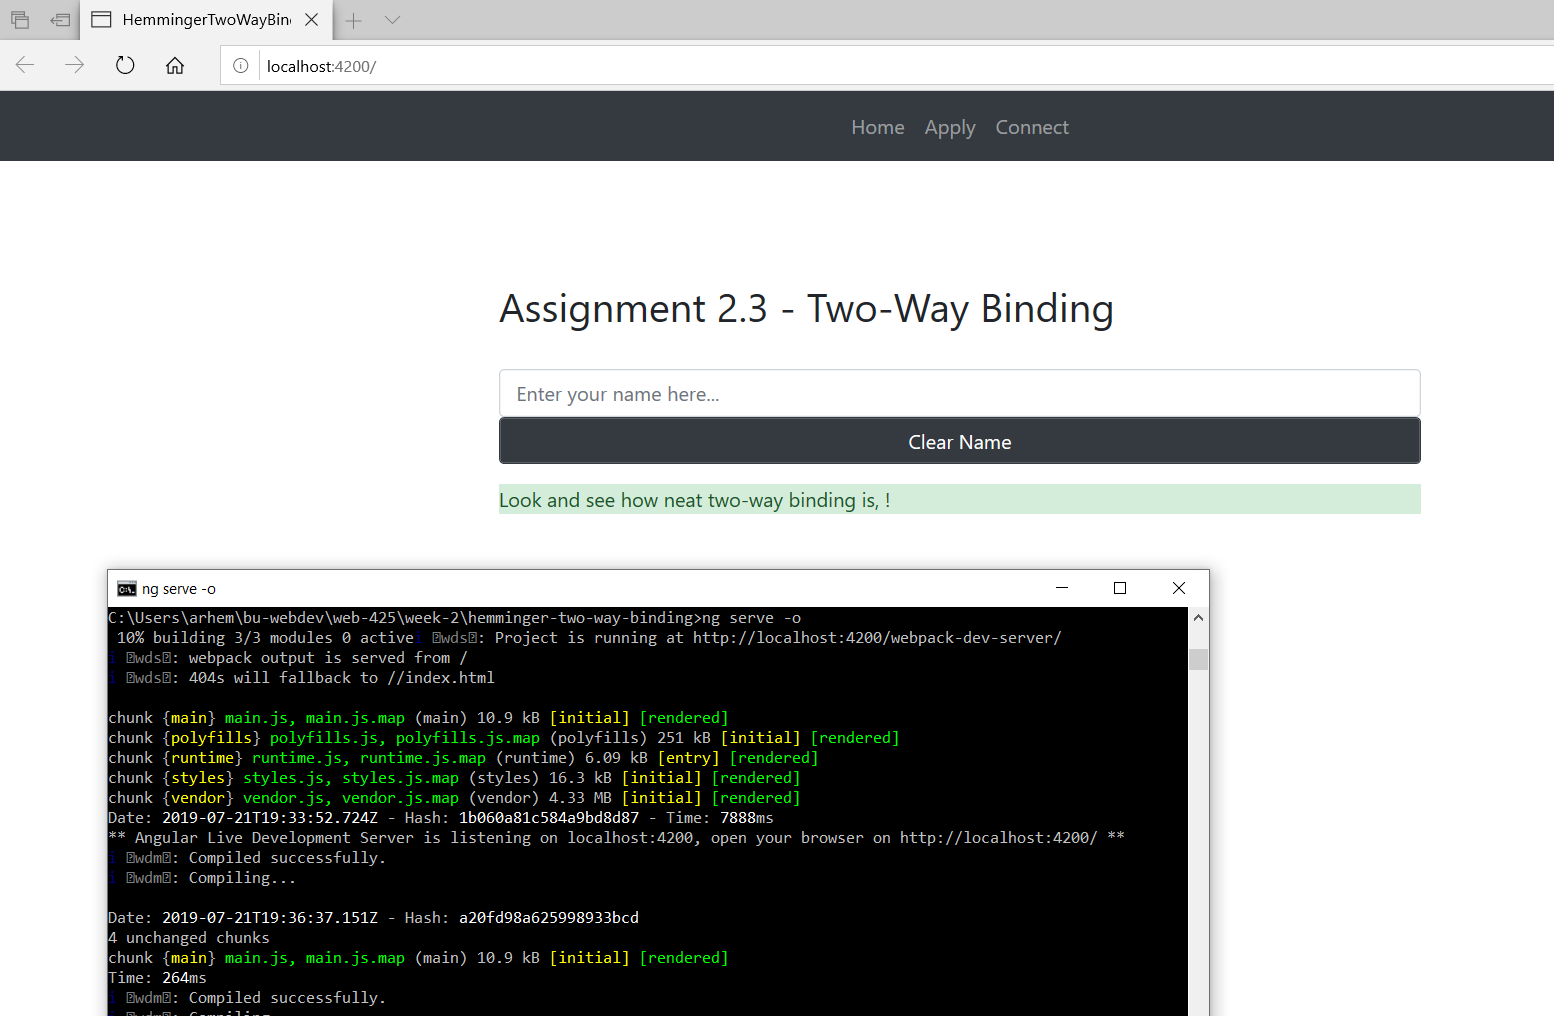 HemmingerTwoWayBin
localhost:4200/
Home Apply Connect
Assignment 2.3 - Two-Way Binding
Enter your name here...
Clear Name
Look and see how neat two-way binding is, !
ng serve -o
C:\Users\arhem\bu-webdev\web-425\week-2\hemminger-two-way-binding>ng serve -o
10% building 3/3 modules 0 activei ｢wds｣: Project is running at http://localhost:4200/webpack-dev-server/
i ｢wds｣: webpack output is served from /
i ｢wds｣: 404s will fallback to //index.html
chunk {main} main.js, main.js.map (main) 10.9 kB [initial] [rendered]
chunk {polyfills} polyfills.js, polyfills.js.map (polyfills) 251 kB [initial] [rendered]
chunk {runtime} runtime.js, runtime.js.map (runtime) 6.09 kB [entry] [rendered]
chunk {styles} styles.js, styles.js.map (styles) 16.3 kB [initial] [rendered]
chunk {vendor} vendor.js, vendor.js.map (vendor) 4.33 MB [initial] [rendered]
Date: 2019-07-21T19:33:52.724Z - Hash: 1b060a81c584a9bd8d87 - Time: 7888ms
** Angular Live Development Server is listening on localhost:4200, open your browser on http://localhost:4200/ **
i ｢wdm｣: Compiled successfully.
i ｢wdm｣: Compiling...
Date: 2019-07-21T19:36:37.151Z - Hash: a20fd98a625998933bcd
4 unchanged chunks
chunk {main} main.js, main.js.map (main) 10.9 kB [initial] [rendered]
Time: 264ms
i ｢wdm｣: Compiled successfully.
i ｢wdm｣: Compiling